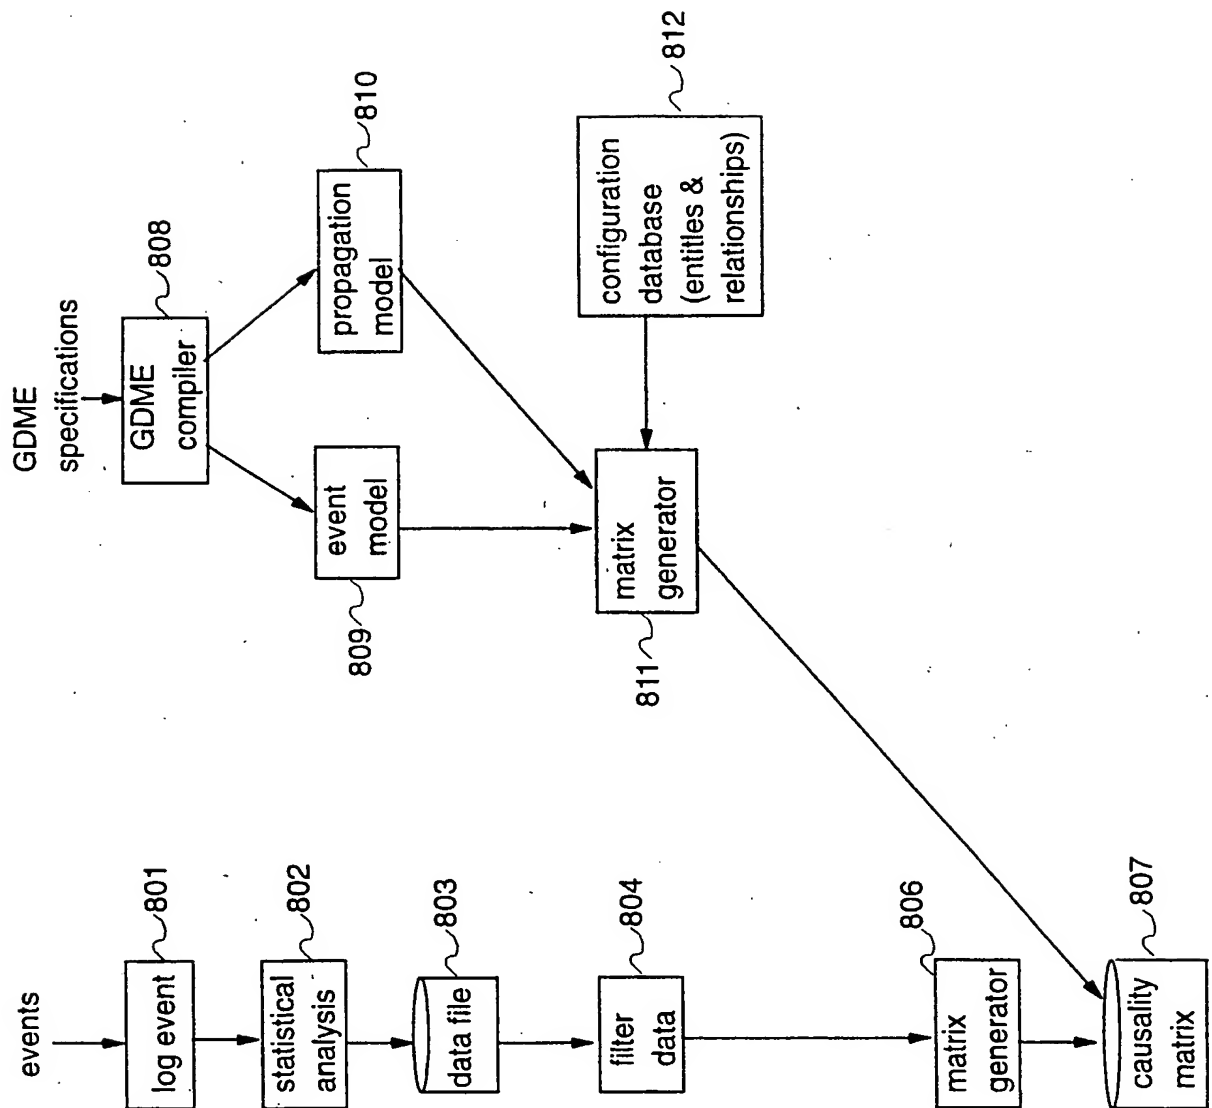 events
801
log event
802
statistical
analysis
803
data file
804
filter
data
806
matrix
generator
807
causality
matrix
GDME
specifications
808
GDME
compiler
809
event
model
810
propagation
model
811
matrix
generator
812
configuration
database
(entitles &
relationships)